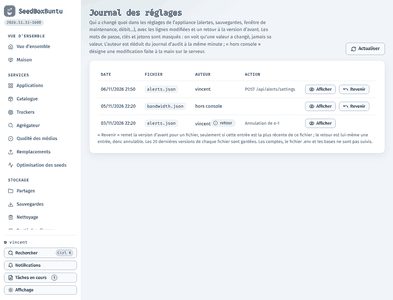 SeedBoxBuntu
2026.11.21-1600
VUE D'ENSEMBLE
Vue d'ensemble
Maison
SERVICES
Applications
Catalogue
Trackers
Agrégateur
Qualité des médias
Remplacements
Optimisation des seeds
STOCKAGE
Partages
Sauvegardes
Nettoyage
vincent
Rechercher Ctrl K
Notifications
Tâches en cours
Affichage
Journal des réglages
Qui a changé quoi dans les réglages de l'appliance (alertes, sauvegardes, fenêtre de
maintenance, débit…), avec les lignes modifiées et un retour à la version d'avant. Les
mots de passe, clés et jetons sont masqués : on voit qu'une valeur a changé, jamais sa
valeur. L'auteur est déduit du journal d'audit à la même minute ; « hors console »
désigne une modification faite à la main sur le serveur.
Actualiser
DATE FICHIER AUTEUR ACTION
06/11/2026 21:50 alerts.json vincent POST /api/alerts/settings Afficher Revenir
05/11/2026 22:20 bandwidth.json hors console Afficher Revenir
03/11/2026 22:20 alerts.json vincent retour Annulation de n-1 Afficher
« Revenir » remet la version d'avant pour un fichier, seulement si cette entrée est la plus récente de ce fichier ; le retour est lui-même une
entrée, donc annulable. Les 20 dernières versions de chaque fichier sont gardées. Les comptes, le fichier .env et les bases ne sont pas suivis.